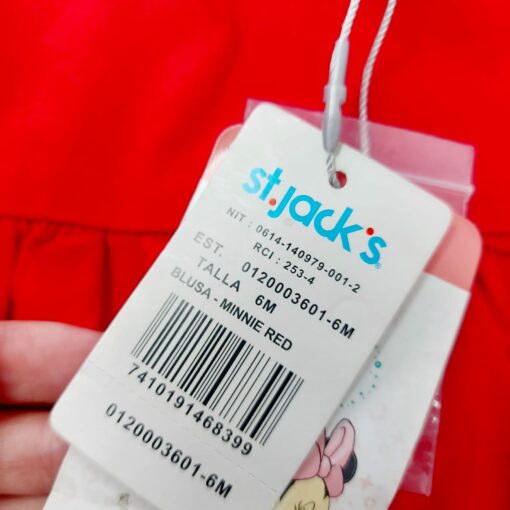 st.jack's®
NIT : 0614-140979-001-2
RCI : 253-4
EST. 0120003601-6M
TALLA 6M
BLUSA - MINNIE RED
7410191468399
0120003601-6M